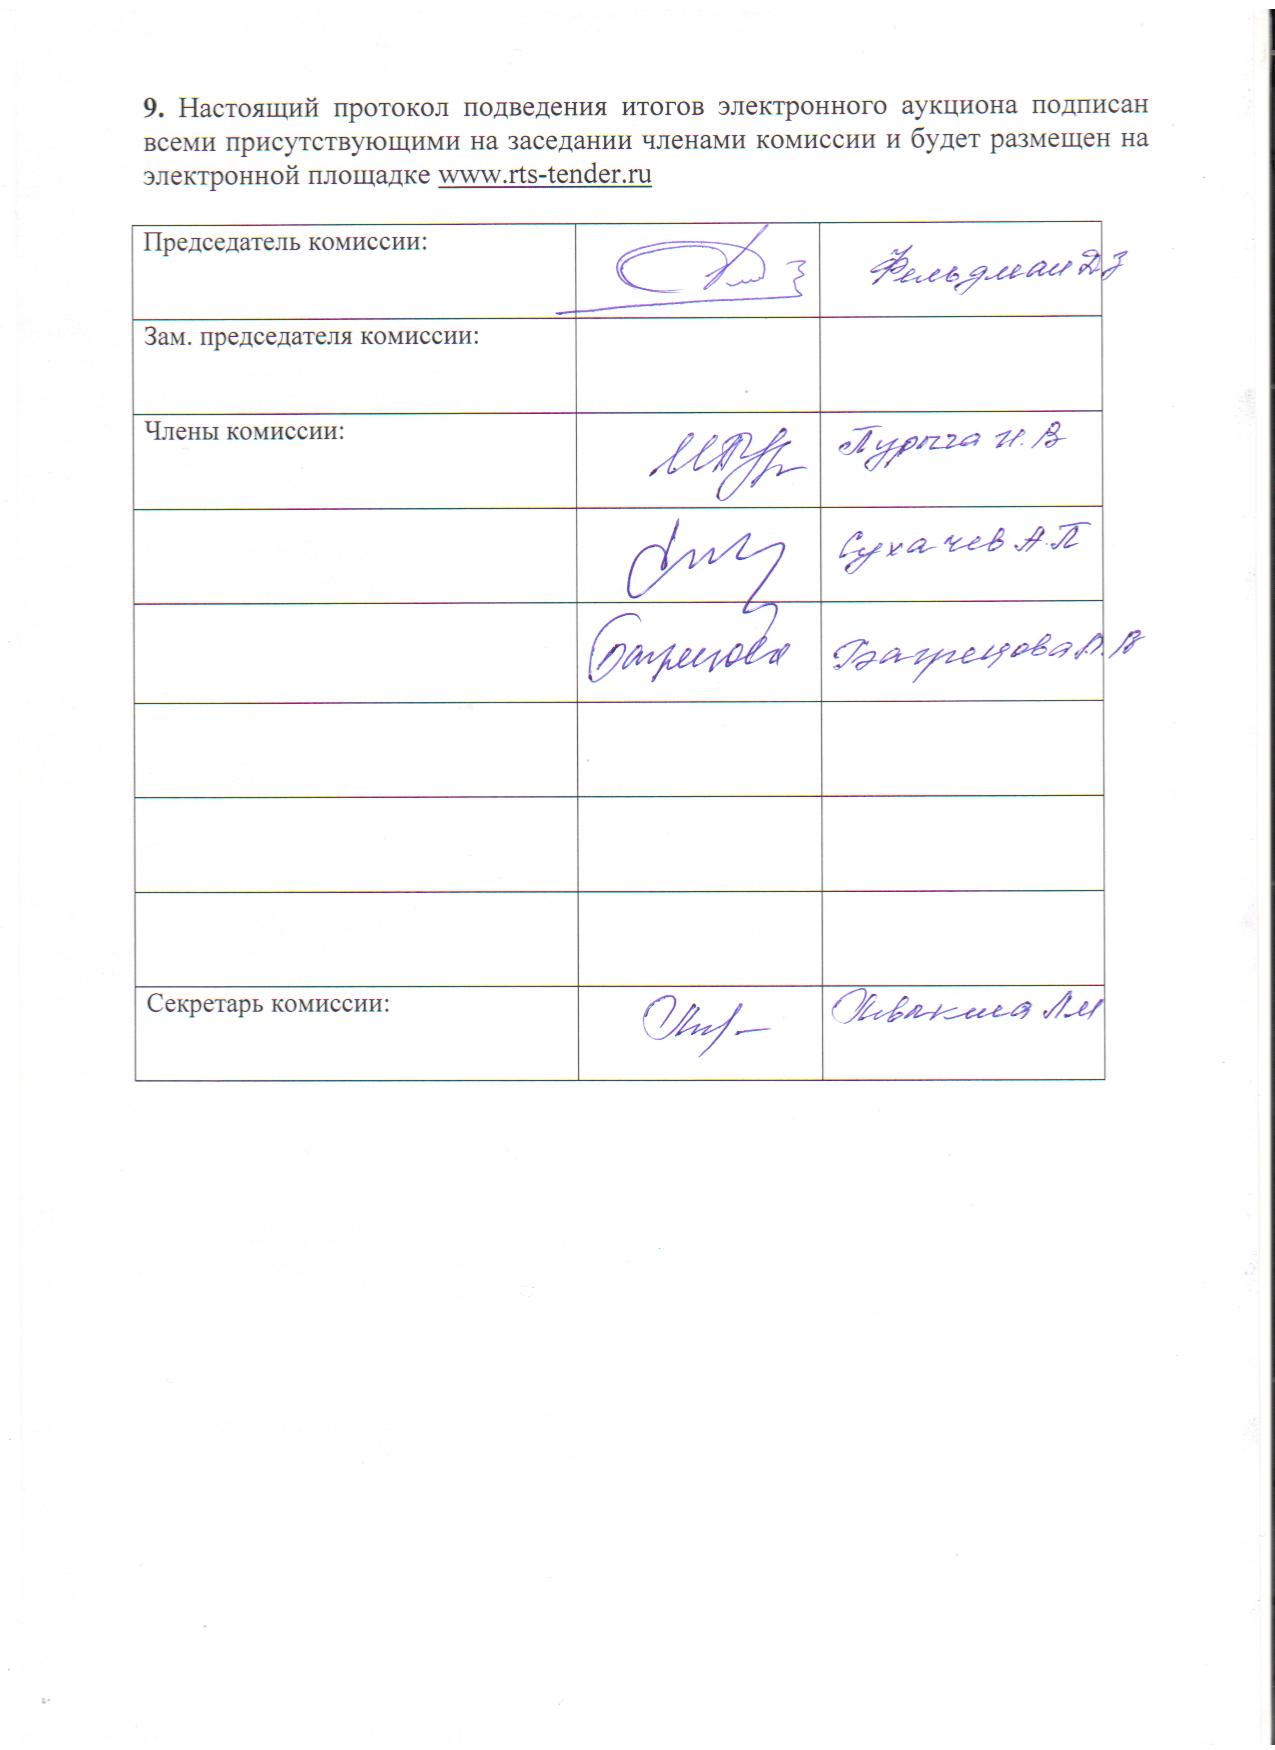 9. Настоящий протокол подведения итогов электронного аукциона подписан
всеми присутствующими на заседании членами комиссии и будет размещен на
электронной площадке www.rts-tender.ru
Председатель комиссии:
Фельдман Д З
Зам. председателя комиссии:
Члены комиссии:
Н. В
Сухачев А.П
Багрецова
Секретарь комиссии:
Ивакина Л М